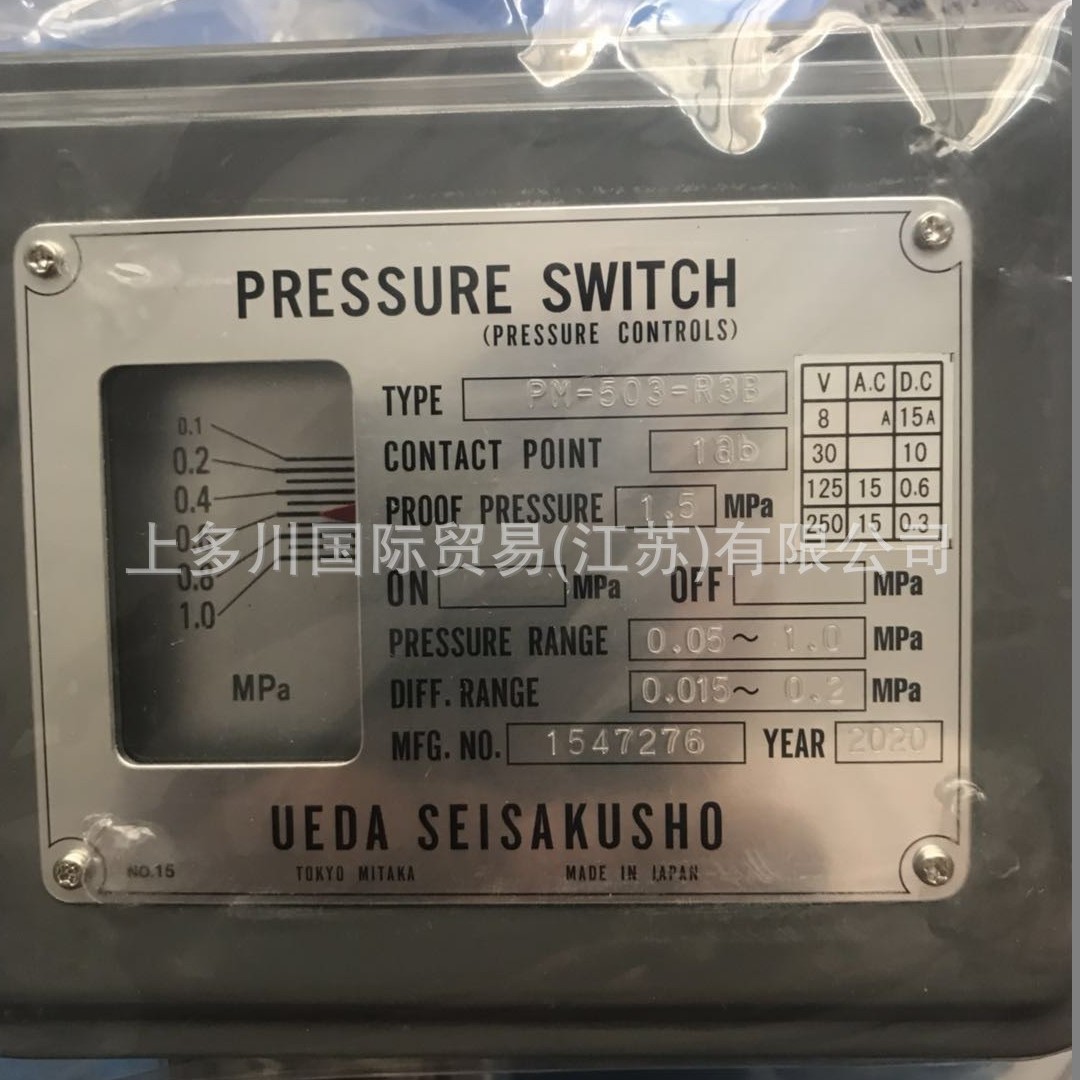 PRESSURE SWITCH
(PRESSURE CONTROLS)
TYPE PM-503-R3B
CONTACT POINT 1ab
PROOF PRESSURE 1.5 MPa
V A.C D.C
8 A 15A
30 10
125 15 0.6
250 15 0.3
0.1
0.2
0.4
0.6
0.8
1.0
MPa
上多川国际贸易(江苏)有限公司
ON MPa OFF MPa
PRESSURE RANGE 0.05~ 1.0 MPa
DIFF. RANGE 0.015~ 0.2 MPa
MFG. NO. 1547276 YEAR 2020
UEDA SEISAKUSHO
NO.15 TOKYO MITAKA MADE IN JAPAN